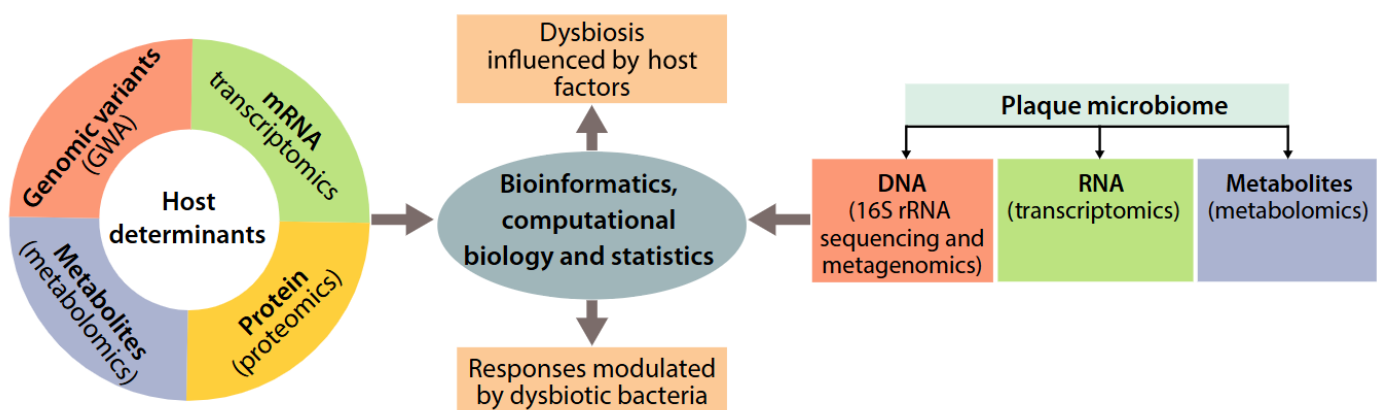 Genomic variants
(GWA)
mRNA
transcriptomics
Host
determinants
Metabolites
(metabolomics)
Protein
(proteomics)
Dysbiosis
influenced by host
factors
Bioinformatics,
computational
biology and statistics
Responses modulated
by dysbiotic bacteria
Plaque microbiome
DNA
(16S rRNA
sequencing and
metagenomics)
RNA
(transcriptomics)
Metabolites
(metabolomics)